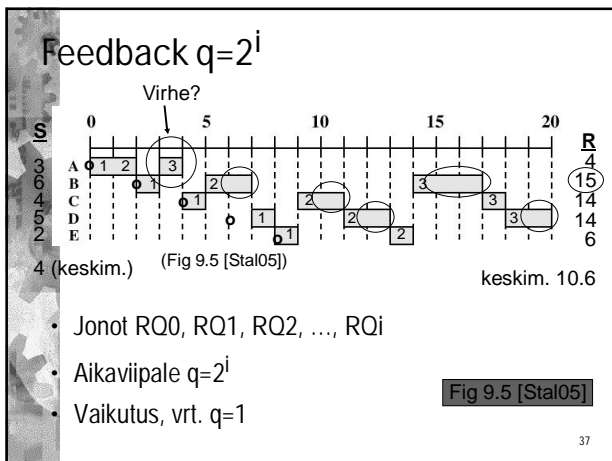 Feedback q=2^i
Virhe?
S 0 5 10 15 20 R
3 A 1 2 3 4
6 B 1 2 3 15
4 C 1 2 3 14
5 D 1 2 3 14
2 E 1 2 6
4 (keskim.) (Fig 9.5 [Stal05]) keskim. 10.6
• Jonot RQ0, RQ1, RQ2, ..., RQi
• Aikaviipale q=2^i
• Vaikutus, vrt. q=1
Fig 9.5 [Stal05]
37